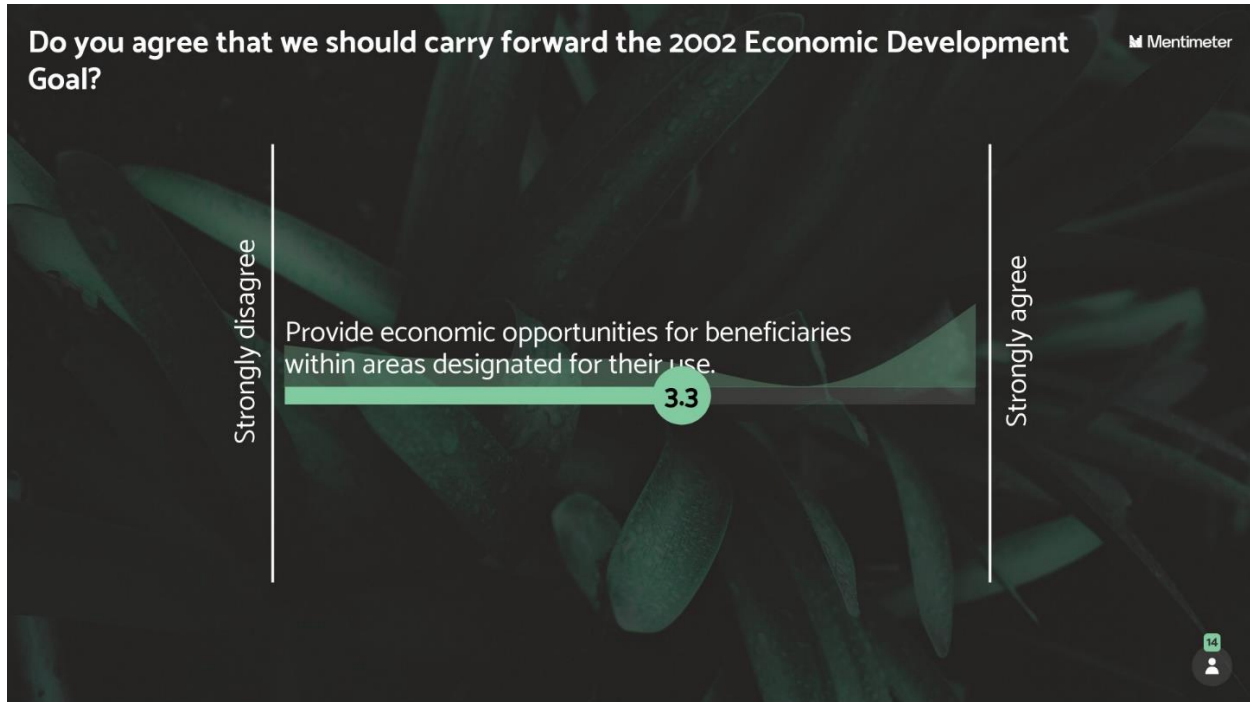 Do you agree that we should carry forward the 2002 Economic Development
Goal?
Mentimeter
Strongly disagree
Provide economic opportunities for beneficiaries
within areas designated for their use.
3.3
Strongly agree
14